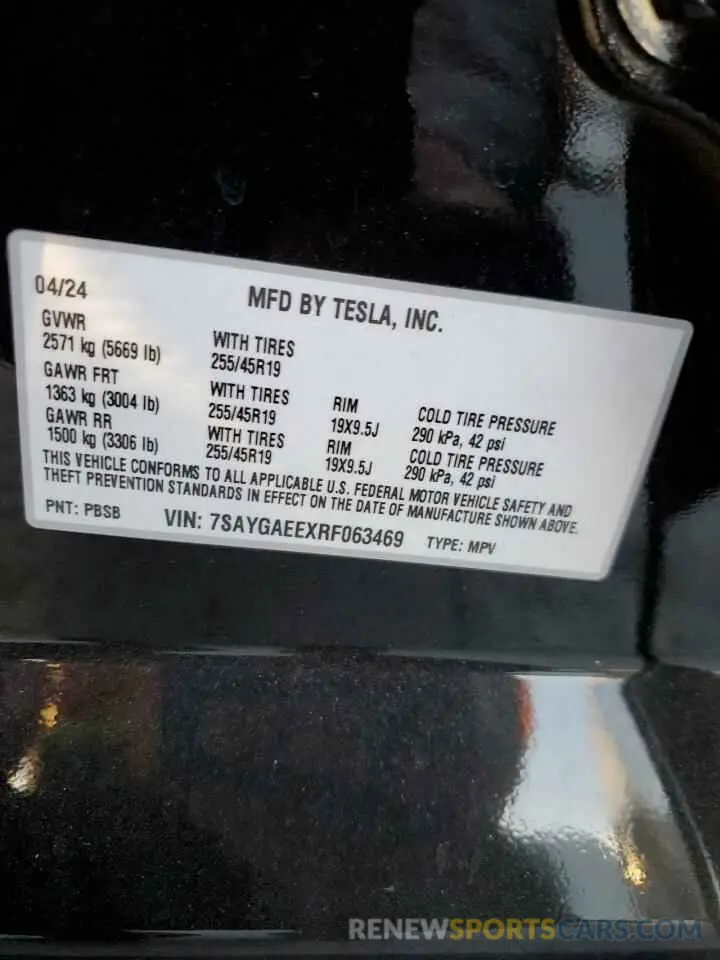 04/24
MFD BY TESLA, INC.
GVWR
2571 kg (5669 lb)
WITH TIRES
255/45R19
GAWR FRT
1363 kg (3004 lb)
WITH TIRES
255/45R19
RIM
19X9.5J
COLD TIRE PRESSURE
290 kPa, 42 psi
GAWR RR
1500 kg (3306 lb)
WITH TIRES
255/45R19
RIM
19X9.5J
COLD TIRE PRESSURE
290 kPa, 42 psi
THIS VEHICLE CONFORMS TO ALL APPLICABLE U.S. FEDERAL MOTOR VEHICLE SAFETY AND
THEFT PREVENTION STANDARDS IN EFFECT ON THE DATE OF MANUFACTURE SHOWN ABOVE.
PNT: PBSB VIN: 7SAYGAEEXRF063469 TYPE: MPV
RENEWSPORTSCARS.COM